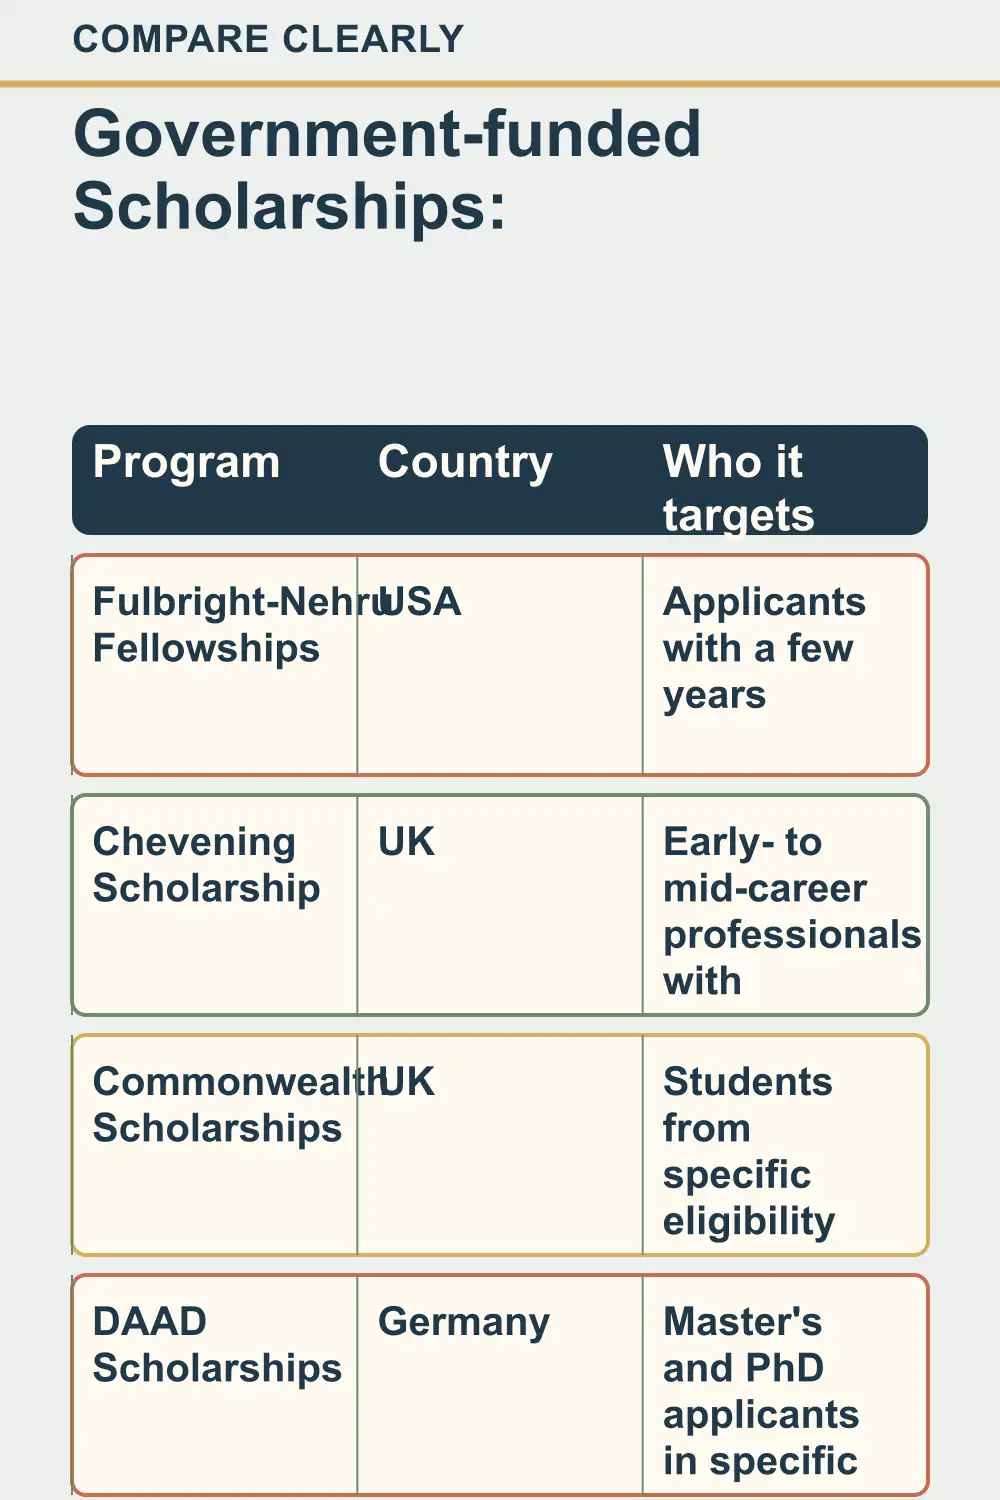 COMPARE CLEARLY
Government-funded
Scholarships:
Program
Country
Who it
targets
Fulbright-Nehru
Fellowships
USA
Applicants
with a few
years
Chevening
Scholarship
UK
Early- to
mid-career
professionals
with
Commonwealth
Scholarships
UK
Students
from
specific
eligibility
DAAD
Scholarships
Germany
Master's
and PhD
applicants
in specific